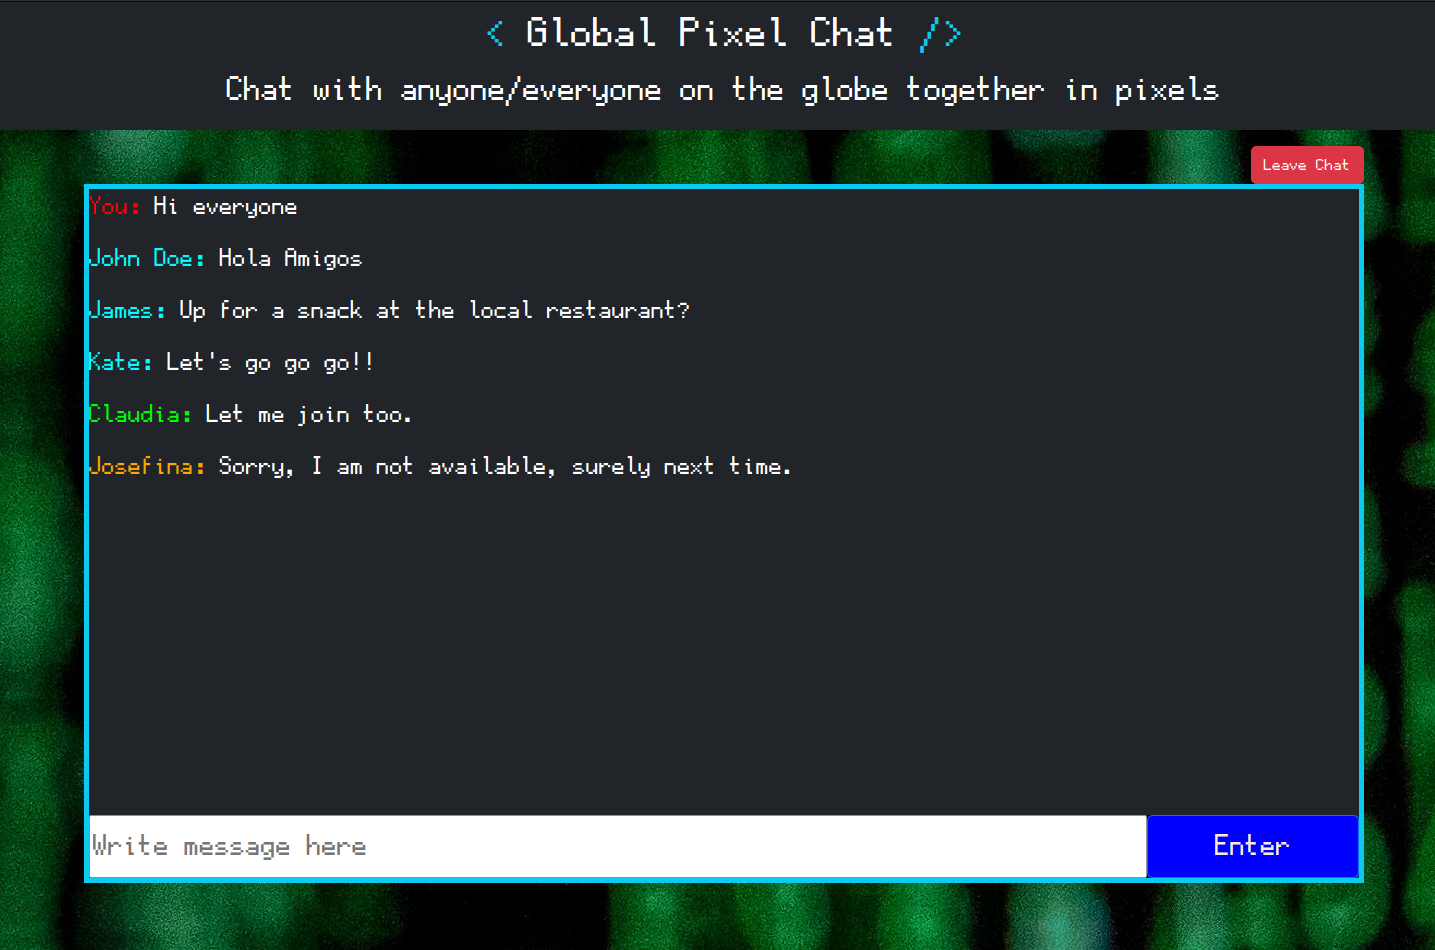 < Global Pixel Chat />
Chat with anyone/everyone on the globe together in pixels
Leave Chat
You: Hi everyone
John Doe: Hola Amigos
James: Up for a snack at the local restaurant?
Kate: Let's go go go!!
Claudia: Let me join too.
Josefina: Sorry, I am not available, surely next time.
Write message here
Enter